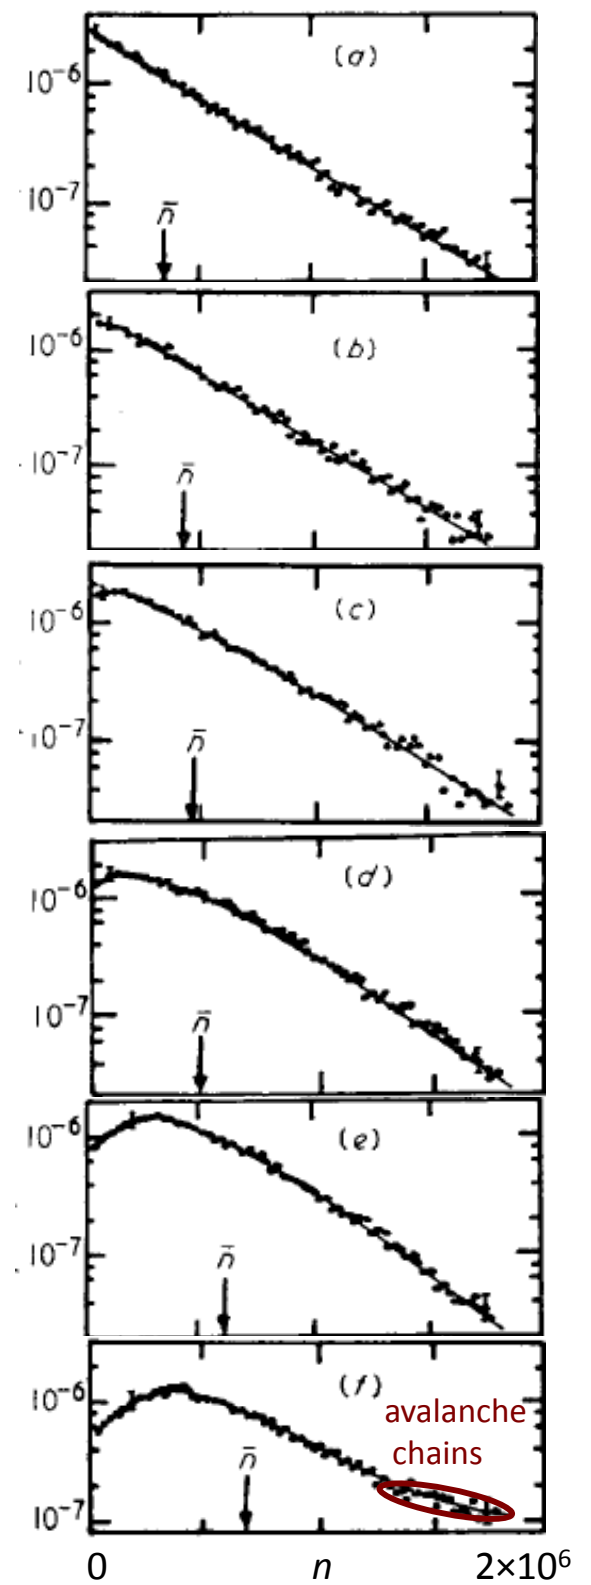 (a)
10⁻⁶
10⁻⁷
n̄
(b)
10⁻⁶
10⁻⁷
n̄
(c)
10⁻⁶
10⁻⁷
n̄
(d)
10⁻⁶
10⁻⁷
n̄
(e)
10⁻⁶
10⁻⁷
n̄
(f)
10⁻⁶
avalanche
chains
n̄
10⁻⁷
0 n 2×10⁶